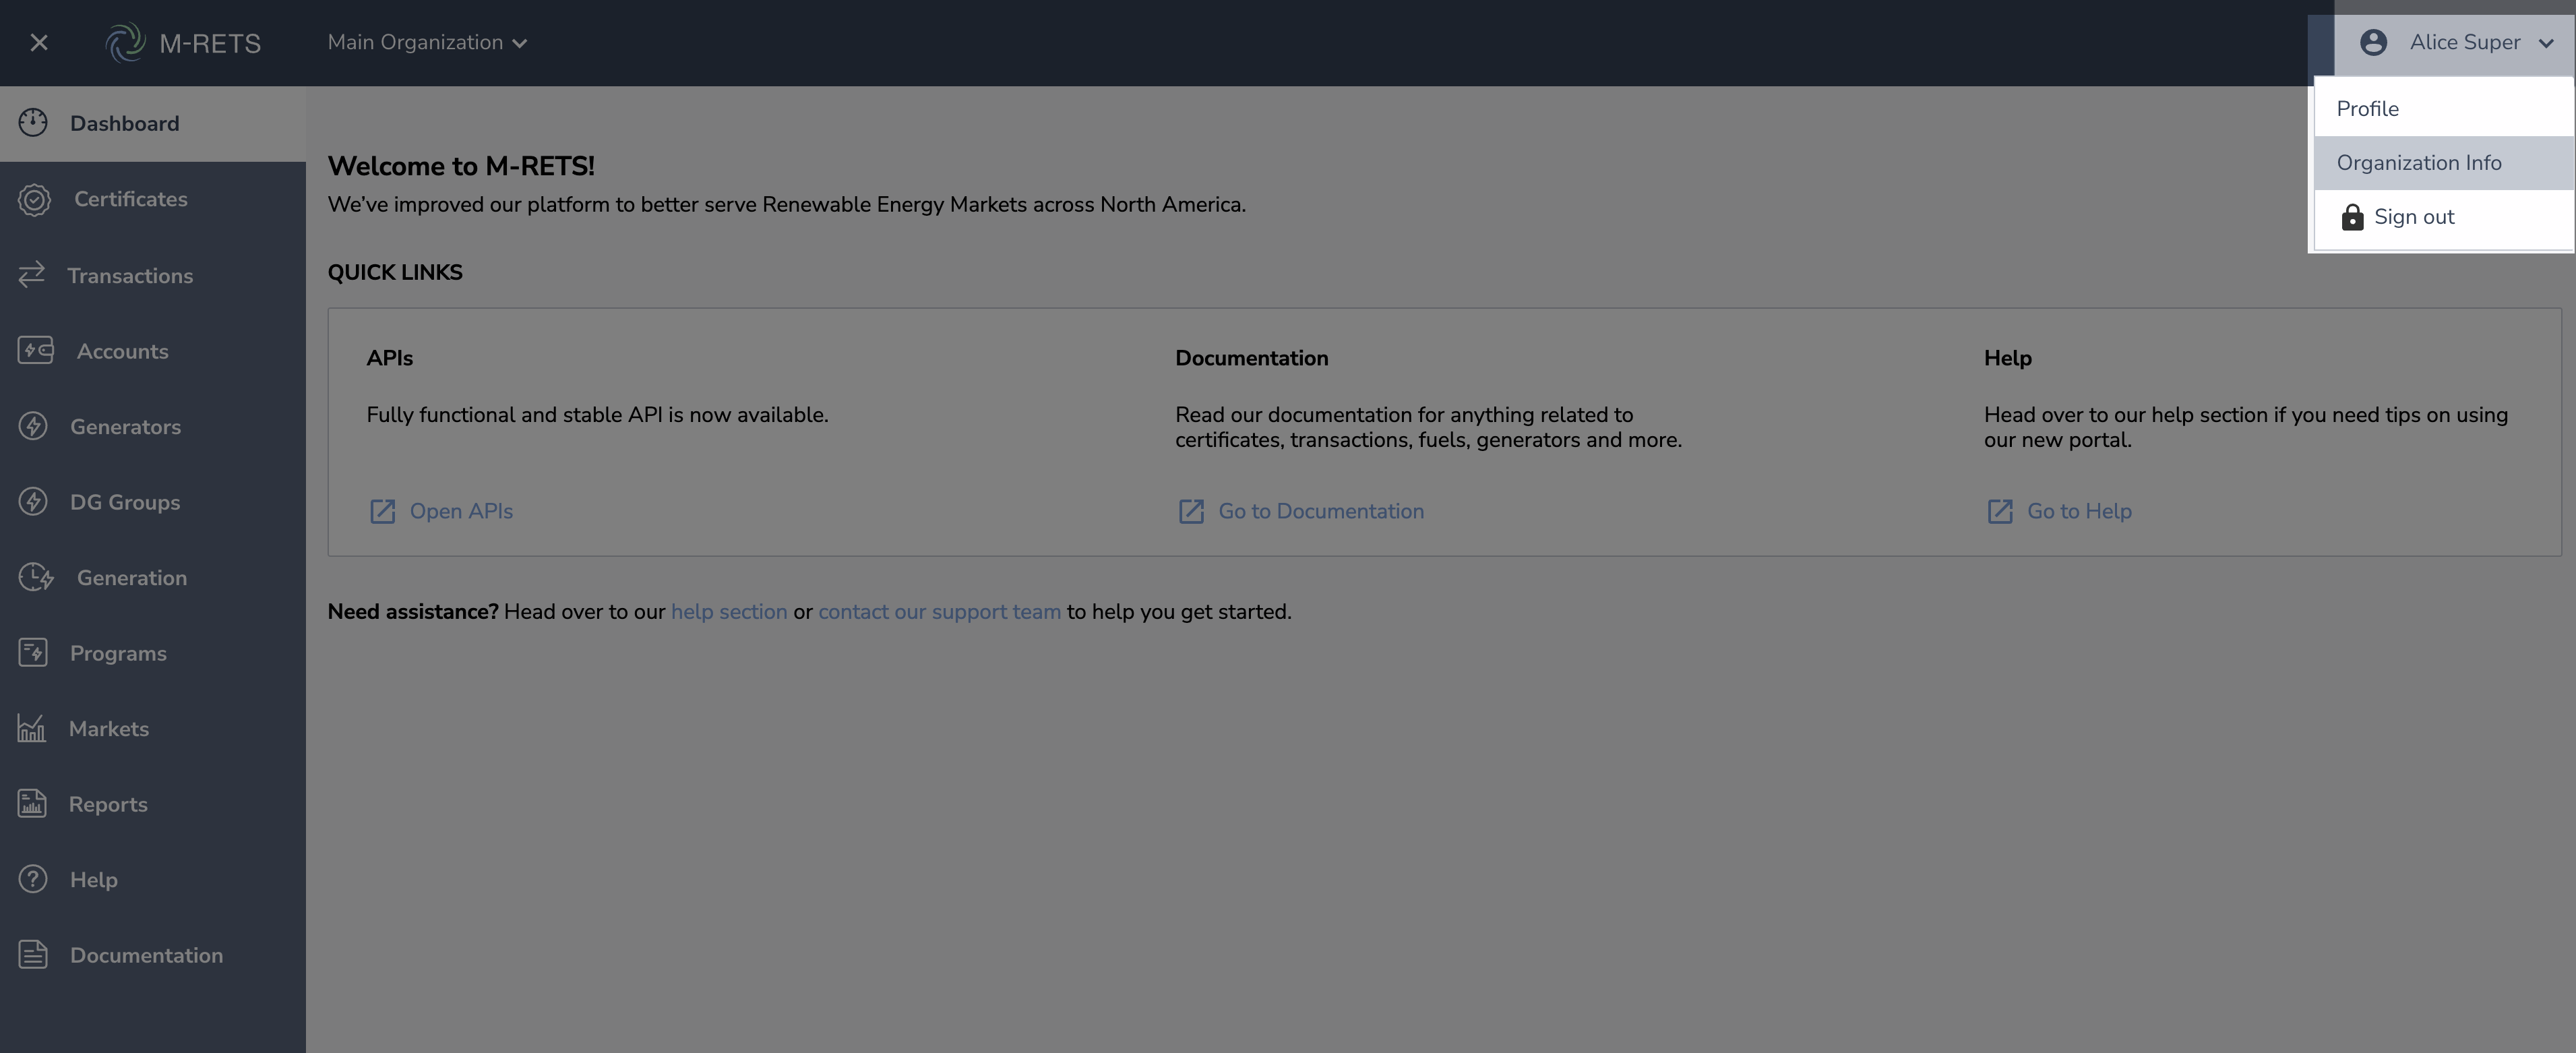 M-RETS
Main Organization
Alice Super
Profile
Organization Info
Sign out
Dashboard
Certificates
Transactions
Accounts
Generators
DG Groups
Generation
Programs
Markets
Reports
Help
Documentation
Welcome to M-RETS!
We've improved our platform to better serve Renewable Energy Markets across North America.
QUICK LINKS
APIs
Fully functional and stable API is now available.
Open APIs
Documentation
Read our documentation for anything related to
certificates, transactions, fuels, generators and more.
Go to Documentation
Help
Head over to our help section if you need tips on using
our new portal.
Go to Help
Need assistance? Head over to our help section or contact our support team to help you get started.